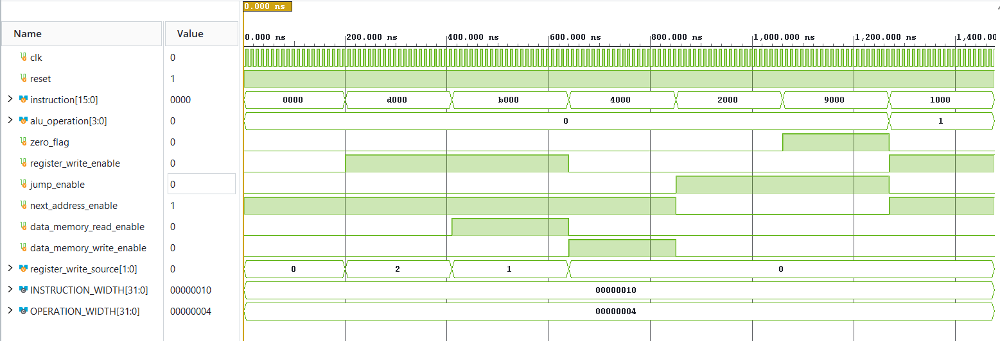 0.000 ns
Name Value
0.000 ns 200.000 ns 400.000 ns 600.000 ns 800.000 ns 1,000.000 ns 1,200.000 ns 1,400.00
clk 0
reset 1
instruction[15:0] 0000 0000 d000 b000 4000 2000 9000 1000
alu_operation[3:0] 0 0 1
zero_flag 0
register_write_enable 0
jump_enable 0
next_address_enable 1
data_memory_read_enable 0
data_memory_write_enable 0
register_write_source[1:0] 0 0 2 1 0
INSTRUCTION_WIDTH[31:0] 00000010 00000010
OPERATION_WIDTH[31:0] 00000004 00000004